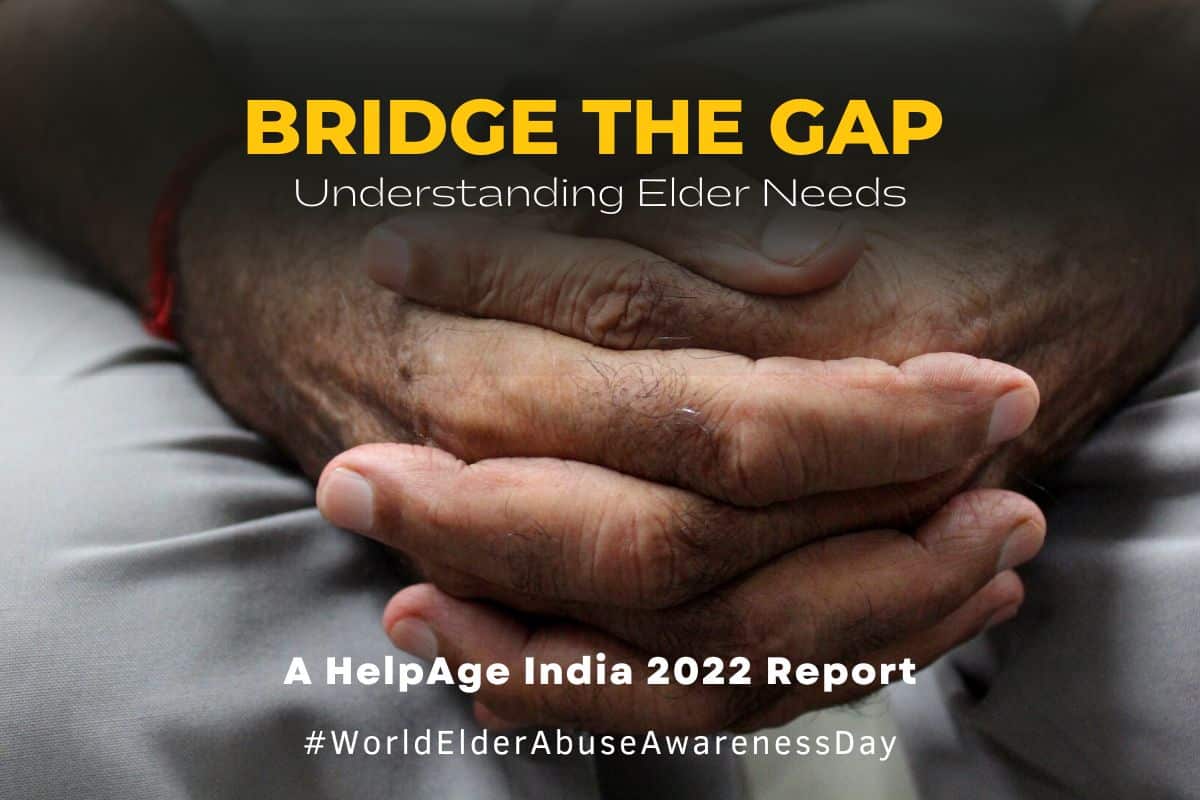 BRIDGE THE GAP
Understanding Elder Needs
A HelpAge India 2022 Report
#WorldElderAbuseAwarenessDay